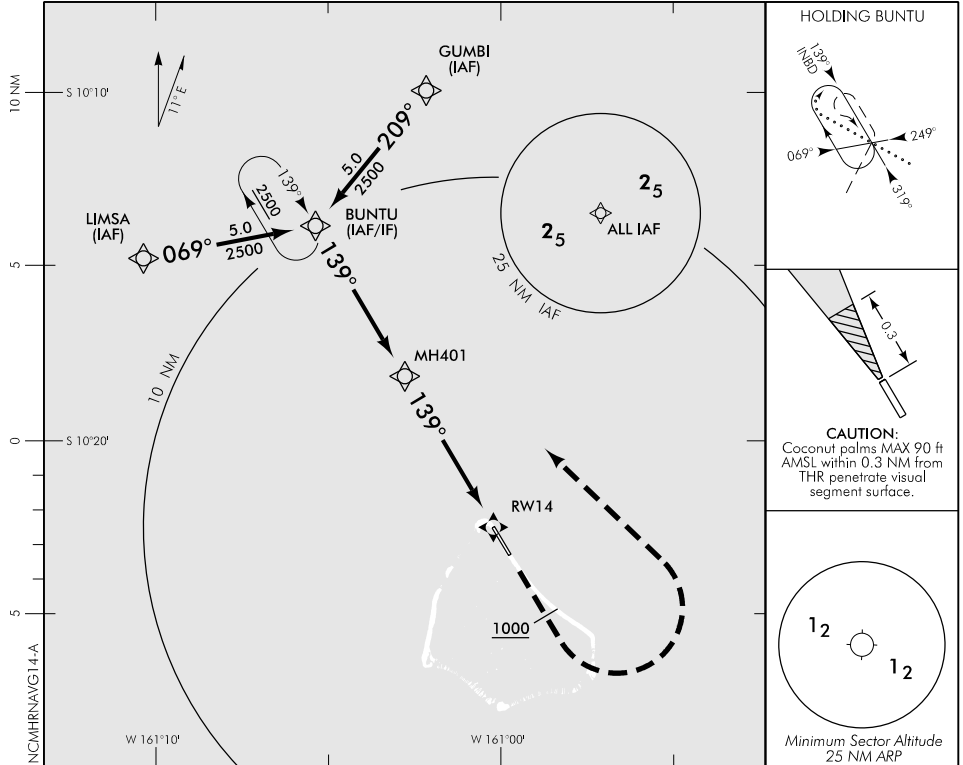 10 NM
5
0
5
S 10°10'
S 10°20'
W 161°10'
W 161°00'
11° E
GUMBI
(IAF)
209°
5.0
2500
139°
2500
LIMSA
(IAF)
069°
5.0
2500
BUNTU
(IAF/IF)
139°
MH401
139°
RW14
1000
10 NM
25 NM IAF
25
25
ALL IAF
NCMHRNAVG14-A
HOLDING BUNTU
139°
INBD
249°
069°
319°
0.3
CAUTION:
Coconut palms MAX 90 ft
AMSL within 0.3 NM from
THR penetrate visual
segment surface.
12
12
Minimum Sector Altitude
25 NM ARP